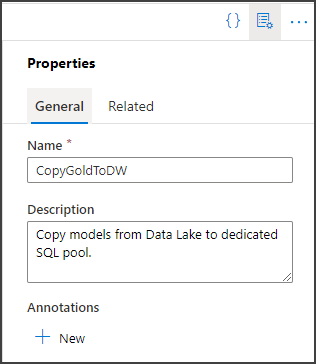 {}
Properties
General Related
Name *
CopyGoldToDW
Description
Copy models from Data Lake to dedicated
SQL pool.
Annotations
+ New